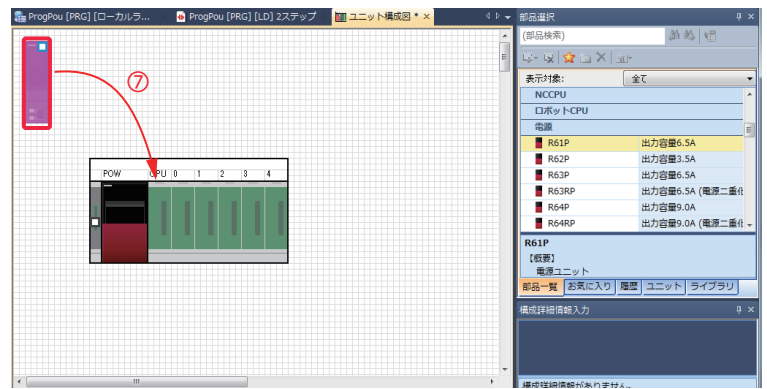 ProgPou [PRG] [ローカルラ...
ProgPou [PRG] [LD] 2ステップ
ユニット構成図 * ×
部品選択
(部品検索)
表示対象: 全て
NCCPU
ロボットCPU
電源
R61P 出力容量6.5A
R62P 出力容量3.5A
R63P 出力容量6.5A
R63RP 出力容量6.5A (電源二重化
R64P 出力容量9.0A
R64RP 出力容量9.0A (電源二重化
R61P
【概要】
電源ユニット
部品一覧 お気に入り 履歴 ユニット ライブラリ
構成詳細情報入力
構成詳細情報がありません。
⑦
POW CPU 0 1 2 3 4